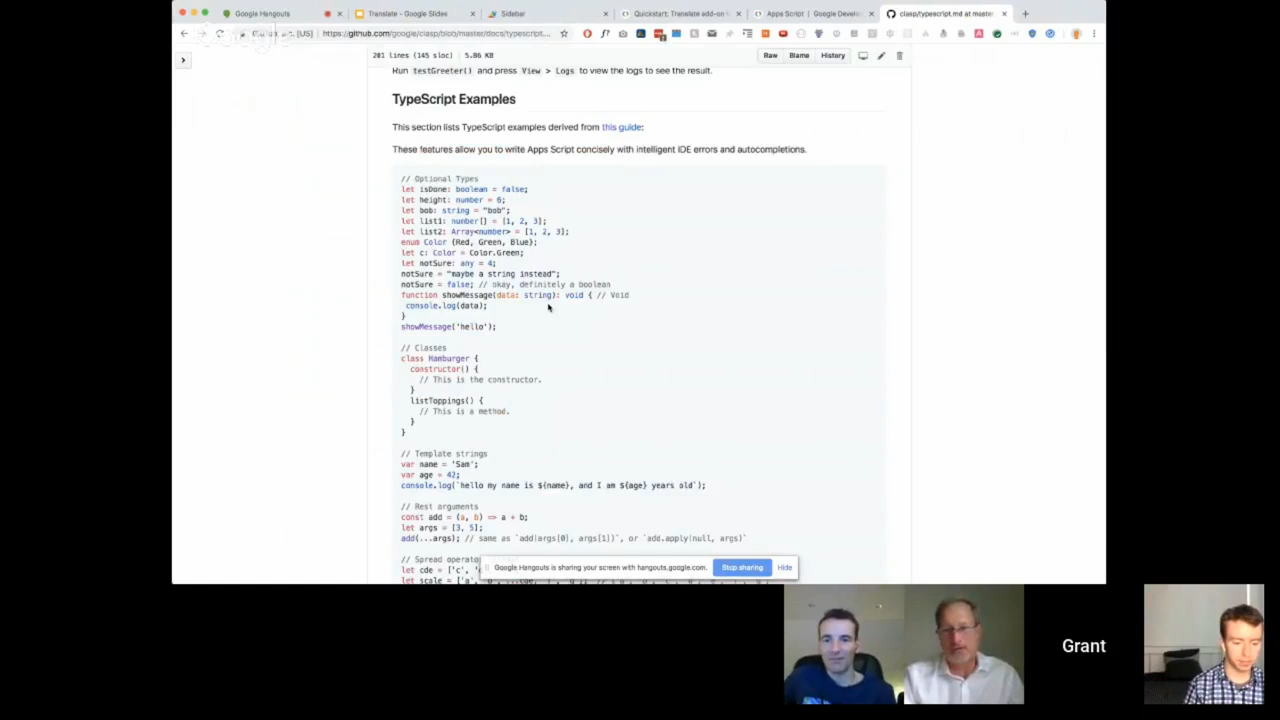 Google Hangouts
Translate - Google Slides
Sidebar
Quickstart: Translate add-on
Apps Script | Google Develo
clasp/typescript.md at master
[US]
https://github.com/google/clasp/blob/master/docs/typescript....
201 lines (145 sloc) 5.86 KB
Raw Blame History
Run testGreeter() and press View > Logs to view the logs to see the result.
TypeScript Examples
This section lists TypeScript examples derived from this guide:
These features allow you to write Apps Script concisely with intelligent IDE errors and autocompletions.
// Optional Types
let isDone: boolean = false;
let height: number = 6;
let bob: string = "bob";
let list1: number[] = [1, 2, 3];
let list2: Array<number> = [1, 2, 3];
enum Color {Red, Green, Blue};
let c: Color = Color.Green;
let notSure: any = 4;
notSure = "maybe a string instead";
notSure = false; // okay, definitely a boolean
function showMessage(data: string): void { // Void
console.log(data);
}
showMessage('hello');
// Classes
class Hamburger {
constructor() {
// This is the constructor.
}
listToppings() {
// This is a method.
}
}
// Template strings
var name = 'Sam';
var age = 42;
console.log(`hello my name is ${name}, and I am ${age} years old`);
// Rest arguments
const add = (a, b) => a + b;
let args = [3, 5];
add(...args); // same as `add(args[0], args[1])`, or `add.apply(null, args)`
// Spread operator
let cde = ['c',
let scale = ['a',
Google Hangouts is sharing your screen with hangouts.google.com.
Stop sharing
Hide
Grant